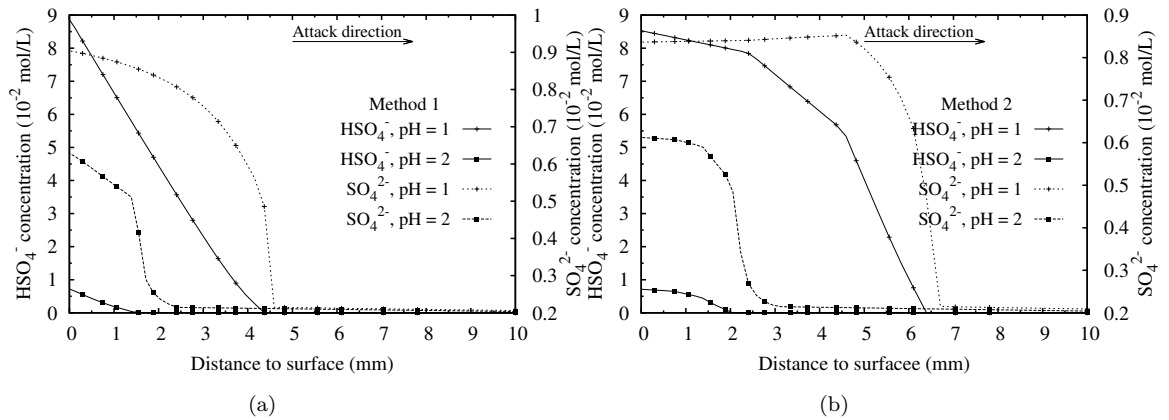 HSO₄⁻ concentration (10⁻² mol/L)
9
8
7
6
5
4
3
2
1
0
0 1 2 3 4 5 6 7 8 9 10
Distance to surface (mm)
1
0.9
0.8
0.7
0.6
0.5
0.4
0.3
0.2
SO₄²⁻ concentration (10⁻² mol/L)
Attack direction
Method 1
HSO₄⁻, pH = 1
HSO₄⁻, pH = 2
SO₄²⁻, pH = 1
SO₄²⁻, pH = 2
(a)
HSO₄⁻ concentration (10⁻² mol/L)
9
8
7
6
5
4
3
2
1
0
0 1 2 3 4 5 6 7 8 9 10
Distance to surfacee (mm)
0.9
0.8
0.7
0.6
0.5
0.4
0.3
0.2
SO₄²⁻ concentration (10⁻² mol/L)
Attack direction
Method 2
HSO₄⁻, pH = 1
HSO₄⁻, pH = 2
SO₄²⁻, pH = 1
SO₄²⁻, pH = 2
(b)